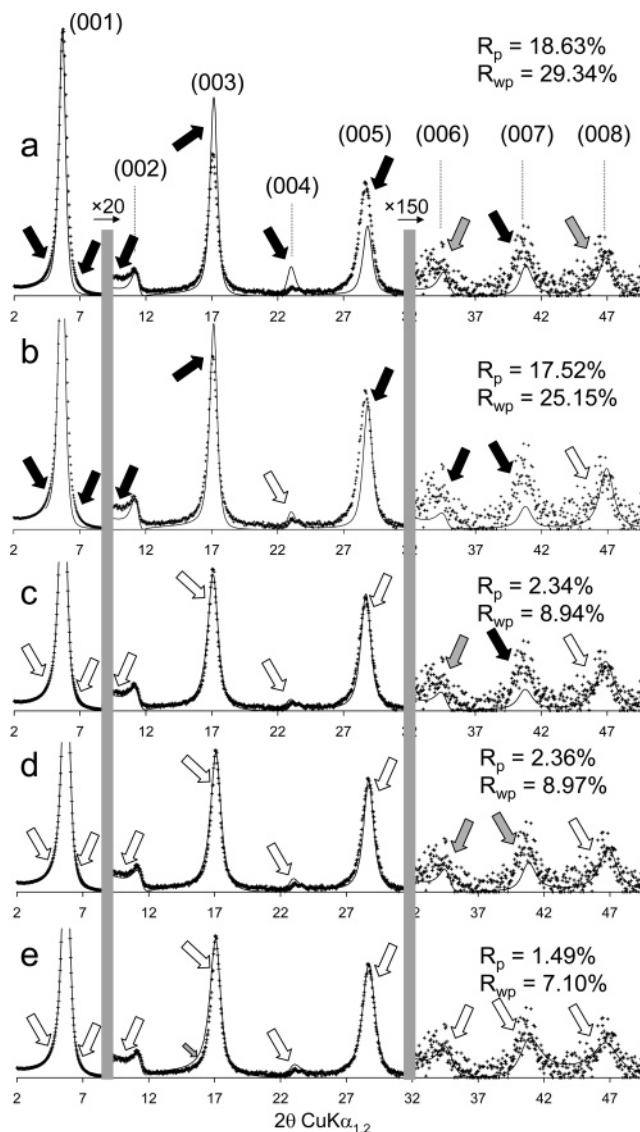 (001)
R_p = 18.63%
R_wp = 29.34%
(003)
(005) (006) (007) (008)
a
(002)
(004)
×20
×150
2 7 12 17 23 27 32 37 42 47
b
R_p = 17.52%
R_wp = 25.15%
2 7 12 17 23 27 32 37 42 47
c
R_p = 2.34%
R_wp = 8.94%
2 7 12 17 23 27 32 37 42 47
d
R_p = 2.36%
R_wp = 8.97%
2 7 12 17 23 27 32 37 42 47
e
R_p = 1.49%
R_wp = 7.10%
2 7 12 17 22 27 32 37 42 47
2θ CuKα1,2